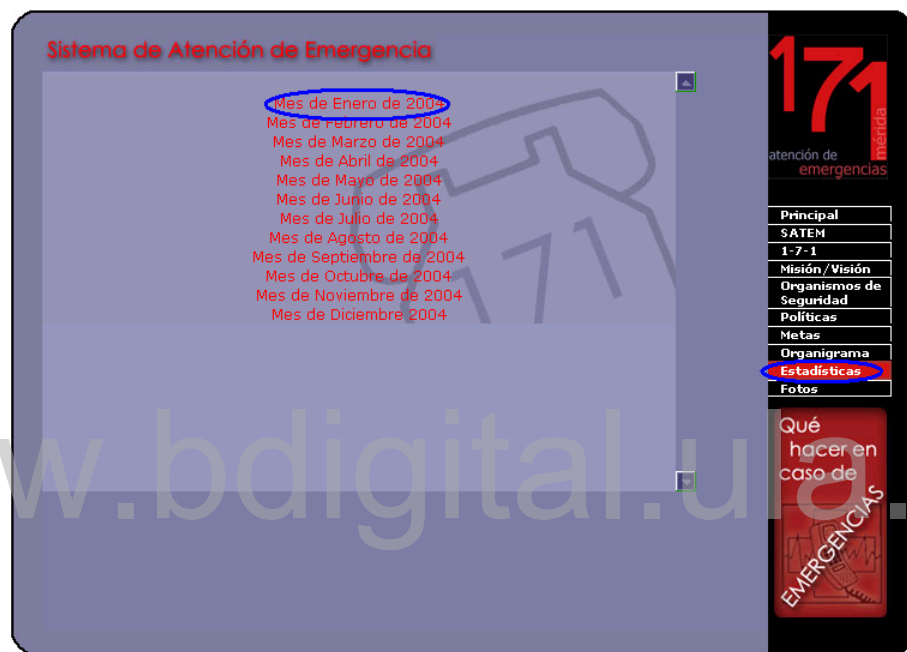 Sistema de Atención de Emergencia
Mes de Enero de 2004
Mes de Febrero de 2004
Mes de Marzo de 2004
Mes de Abril de 2004
Mes de Mayo de 2004
Mes de Junio de 2004
Mes de Julio de 2004
Mes de Agosto de 2004
Mes de Septiembre de 2004
Mes de Octubre de 2004
Mes de Noviembre de 2004
Mes de Diciembre 2004
171
171
mérida
atención de
emergencias
Principal
SATEM
1-7-1
Misión/Visión
Organismos de
Seguridad
Políticas
Metas
Organigrama
Estadísticas
Fotos
Qué
hacer en
caso de
EMERGENCIAS
w.bdigital.ula.